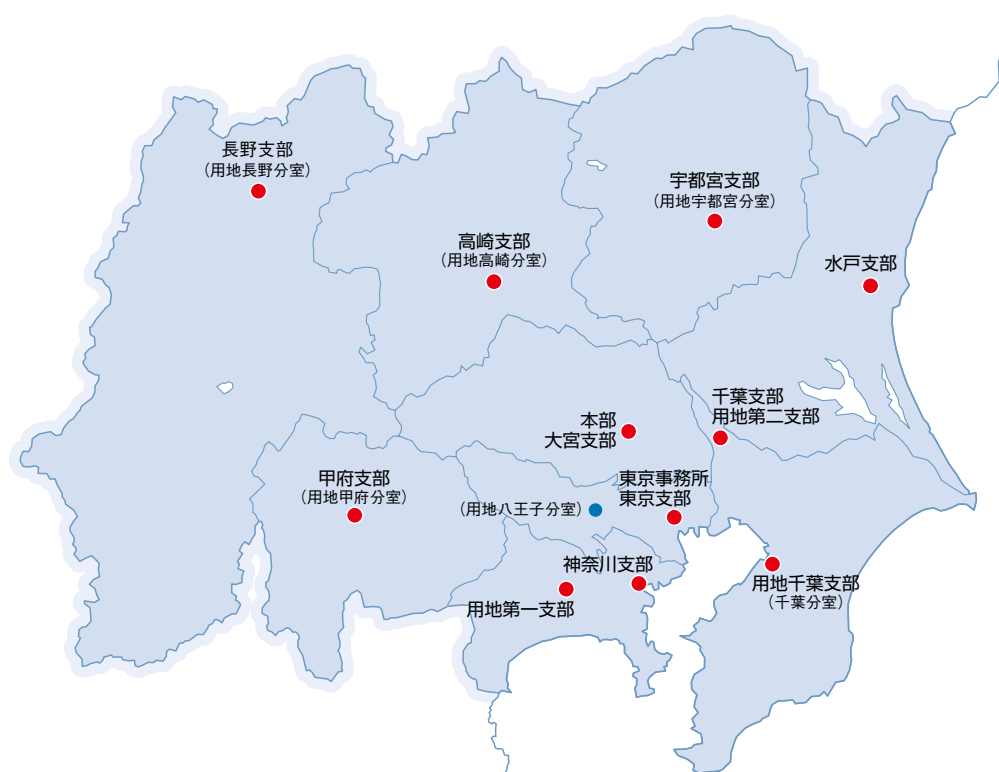 長野支部
（用地長野分室）
宇都宮支部
（用地宇都宮分室）
高崎支部
（用地高崎分室）
水戸支部
千葉支部
用地第二支部
本部
大宮支部
甲府支部
（用地甲府分室）
東京事務所
東京支部
（用地八王子分室）
神奈川支部
用地第一支部
用地千葉支部
（千葉分室）